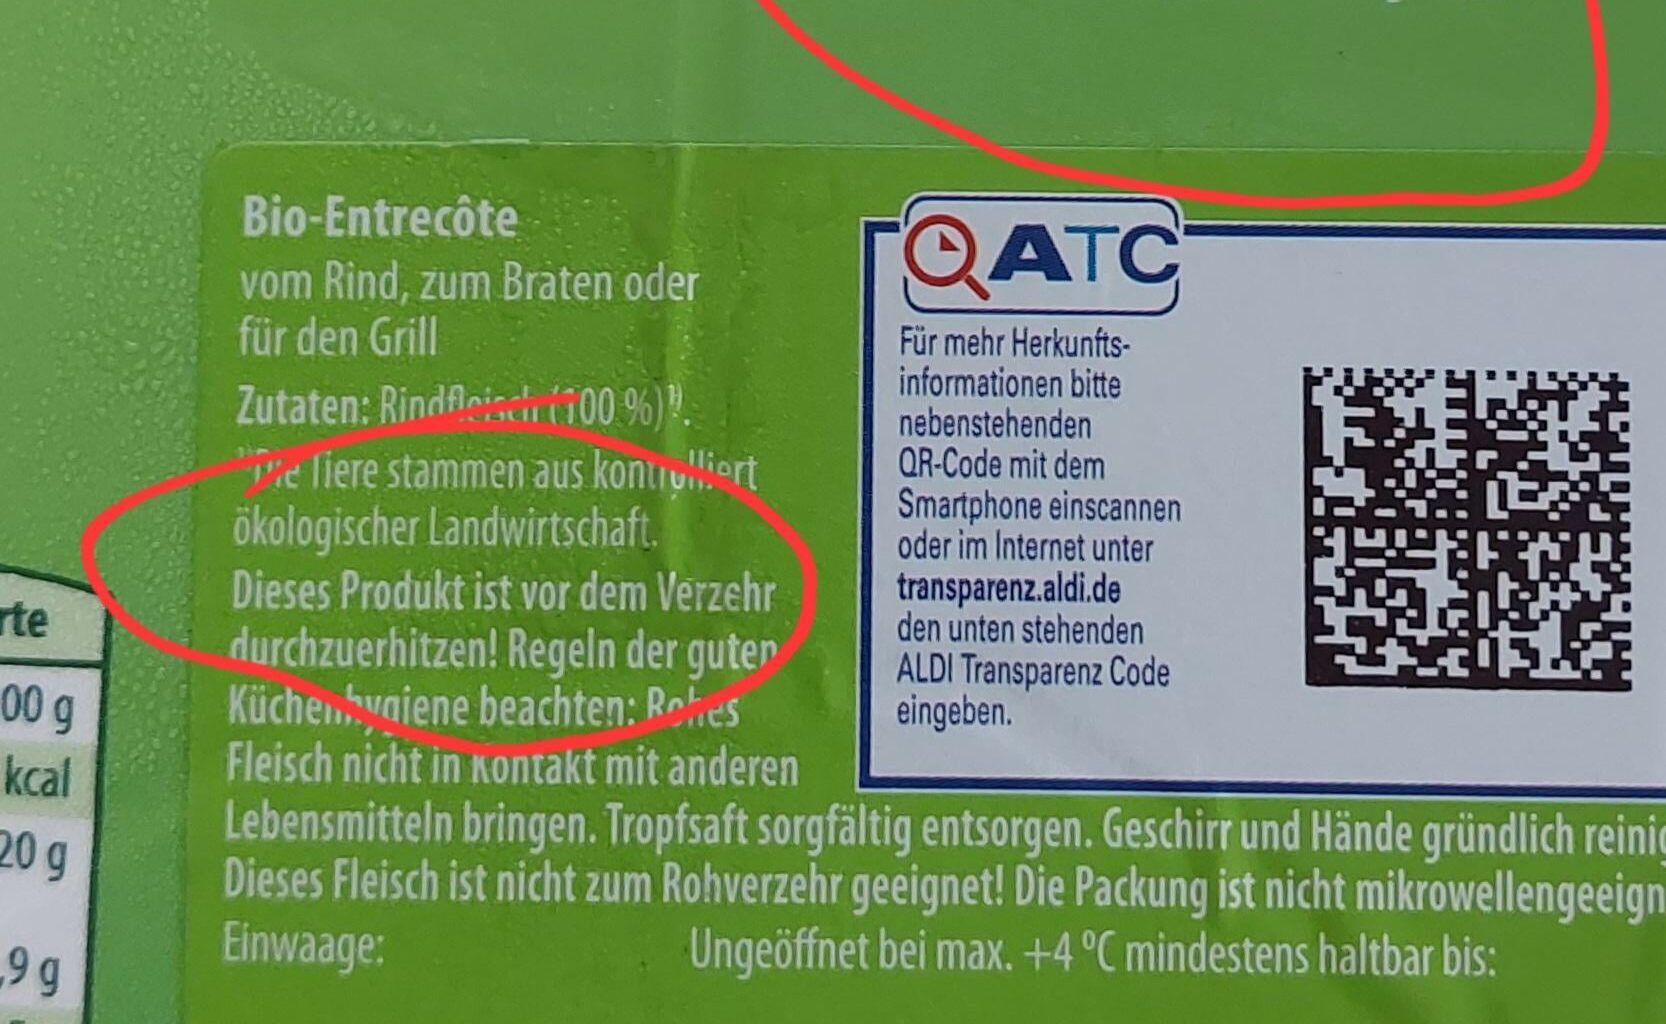 Bio-Entrecôte
vom Rind, zum Braten oder
für den Grill
Zutaten: Rindfleisch (100 %)¹⁾.
¹⁾Die Tiere stammen aus kontrolliert
ökologischer Landwirtschaft.
Dieses Produkt ist vor dem Verzehr
durchzuerhitzen! Regeln der guten
Küchenhygiene beachten: Rohes
Fleisch nicht in Kontakt mit anderen
Lebensmitteln bringen. Tropfsaft sorgfältig entsorgen. Geschirr und Hände gründlich reinig
Dieses Fleisch ist nicht zum Rohverzehr geeignet! Die Packung ist nicht mikrowellengeeign
Einwaage:
Ungeöffnet bei max. +4 °C mindestens haltbar bis:
ATC
Für mehr Herkunfts-
informationen bitte
nebenstehenden
QR-Code mit dem
Smartphone einscannen
oder im Internet unter
transparenz.aldi.de
den unten stehenden
ALDI Transparenz Code
eingeben.
rte
00 g
kcal
20 g
,9 g